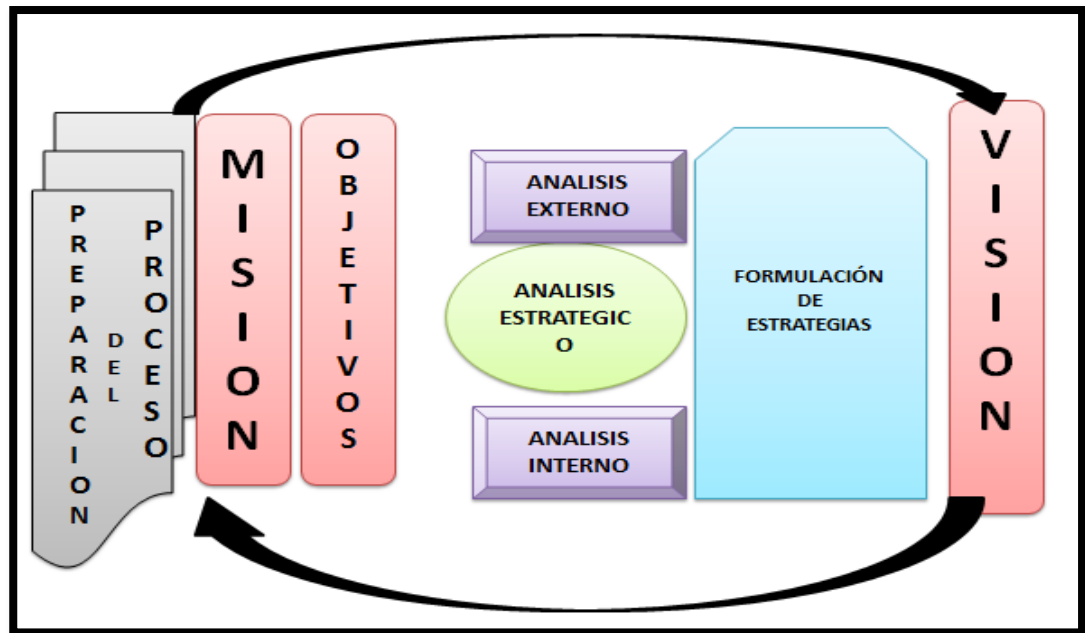 PREPARACION
DEL
PROCESO
MISION
OBJETIVOS
ANALISIS
EXTERNO
ANALISIS
ESTRATEGIC
O
ANALISIS
INTERNO
FORMULACIÓN
DE
ESTRATEGIAS
VISION